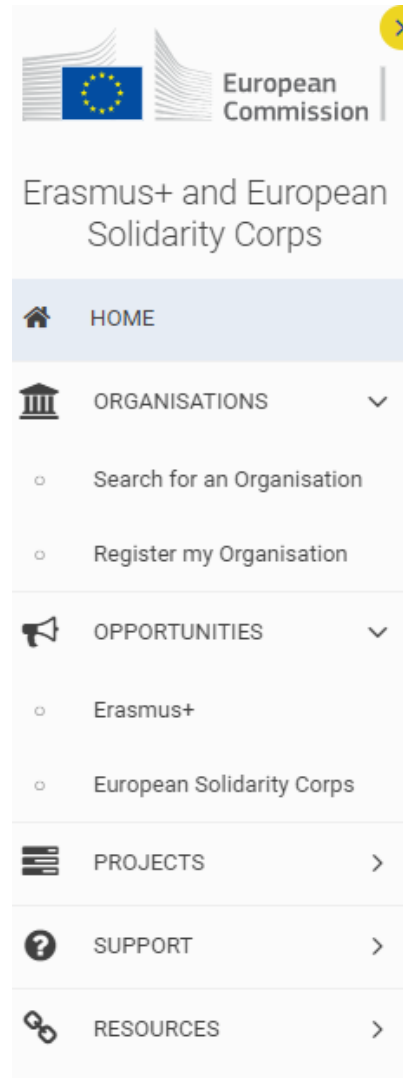 European
Commission
Erasmus+ and European
Solidarity Corps
HOME
ORGANISATIONS
Search for an Organisation
Register my Organisation
OPPORTUNITIES
Erasmus+
European Solidarity Corps
PROJECTS
SUPPORT
RESOURCES